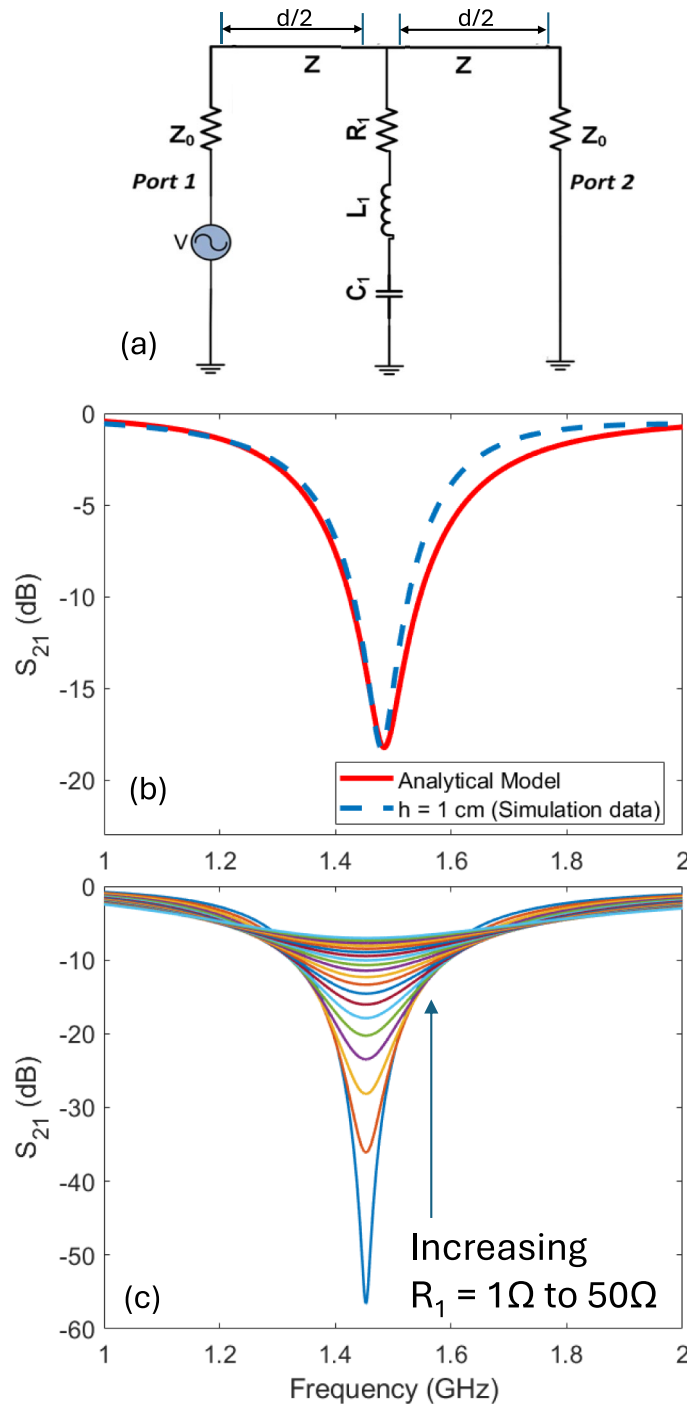 d/2 d/2
Z Z
Z₀ R₁ Z₀
Port 1 Port 2
L₁
V
C₁
(a)
0
-5
-10
-15
-20
S₂₁ (dB)
(b)
Analytical Model
h = 1 cm (Simulation data)
1 1.2 1.4 1.6 1.8 2
0
-10
-20
-30
-40
-50
-60
S₂₁ (dB)
Increasing
R₁ = 1Ω to 50Ω
(c)
1 1.2 1.4 1.6 1.8 2
Frequency (GHz)